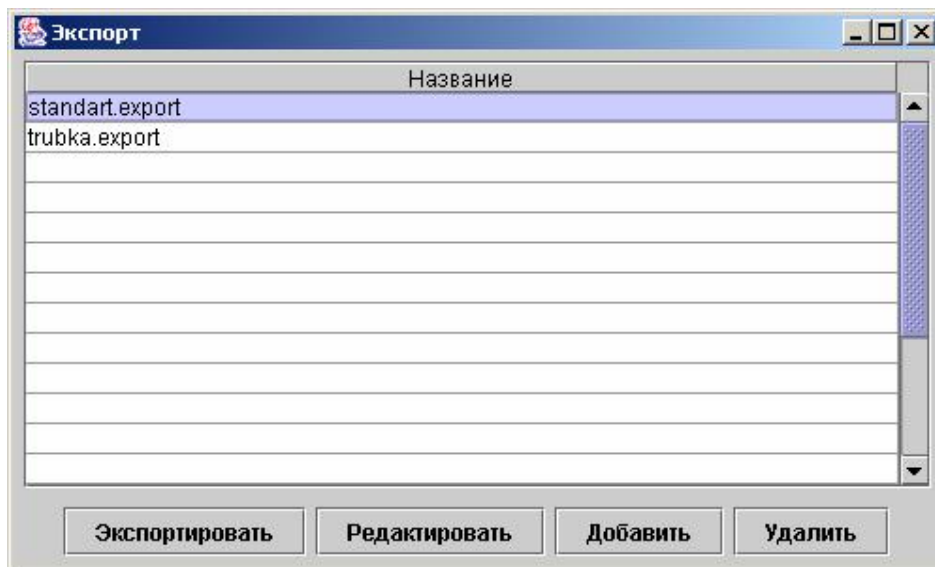 Экспорт
Название
standart.export
trubka.export
Экспортировать Редактировать Добавить Удалить